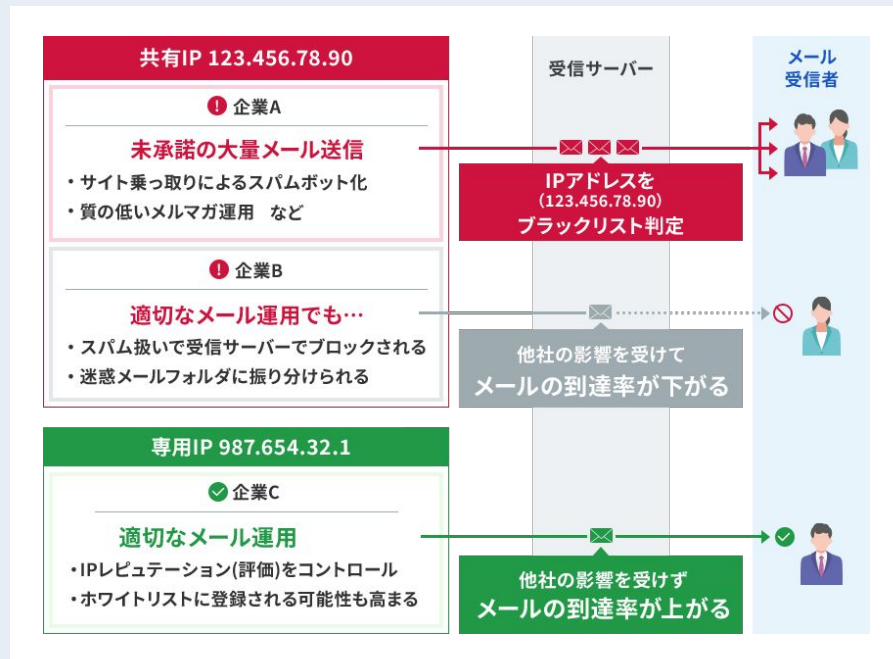 共有IP 123.456.78.90
企業A
未承諾の大量メール送信
・サイト乗っ取りによるスパムボット化
・質の低いメルマガ運用 など
企業B
適切なメール運用でも…
・スパム扱いで受信サーバーでブロックされる
・迷惑メールフォルダに振り分けられる
受信サーバー
メール
受信者
IPアドレスを
(123.456.78.90)
ブラックリスト判定
他社の影響を受けて
メールの到達率が下がる
専用IP 987.654.32.1
企業C
適切なメール運用
・IPレピュテーション(評価)をコントロール
・ホワイトリストに登録される可能性も高まる
他社の影響を受けず
メールの到達率が上がる